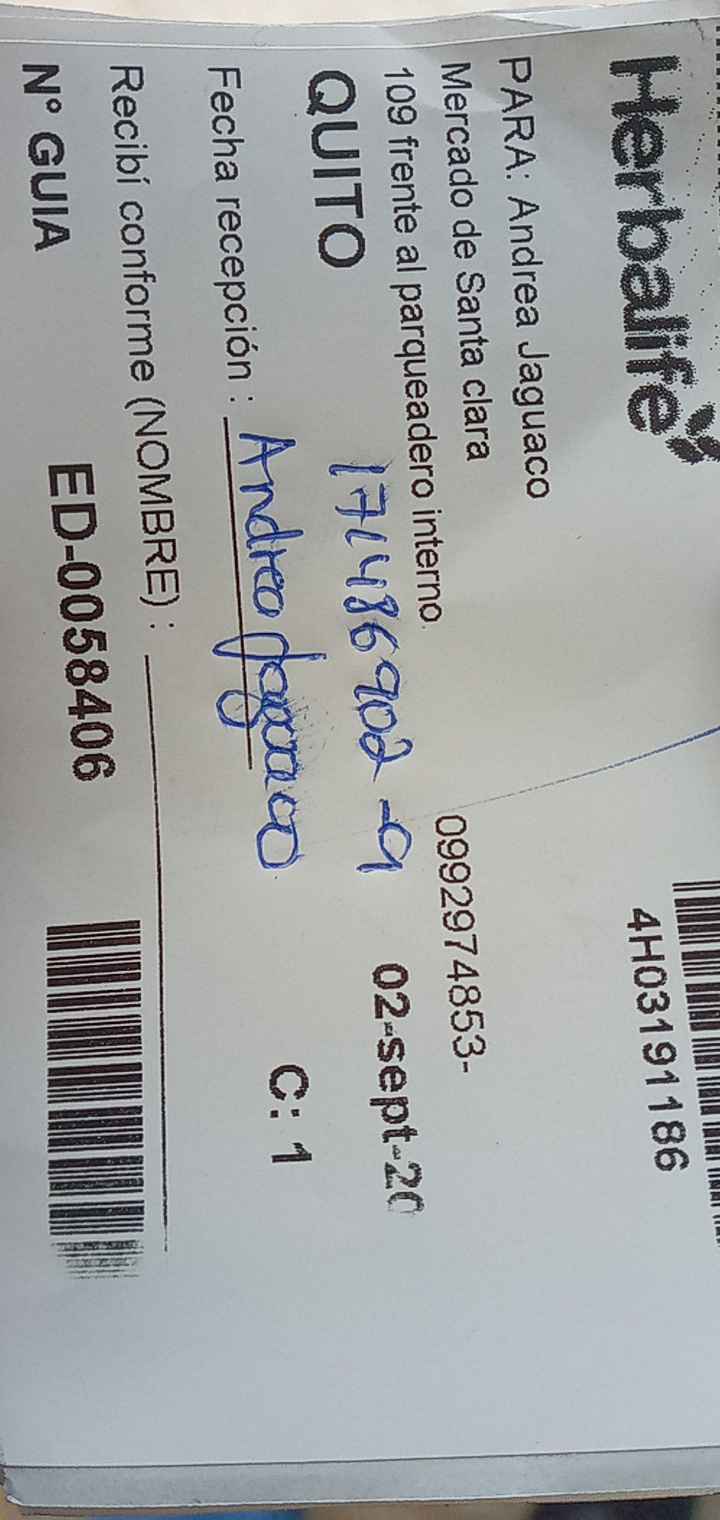 Herbalife
4H03191186
PARA: Andrea Jaguaco
Mercado de Santa clara
0992974853-
109 frente al parqueadero interno.
QUITO
171486902-9
02-sept-20
Fecha recepción : Andrea Jaguaco
C: 1
Recibí conforme (NOMBRE) :
N° GUIA
ED-0058406